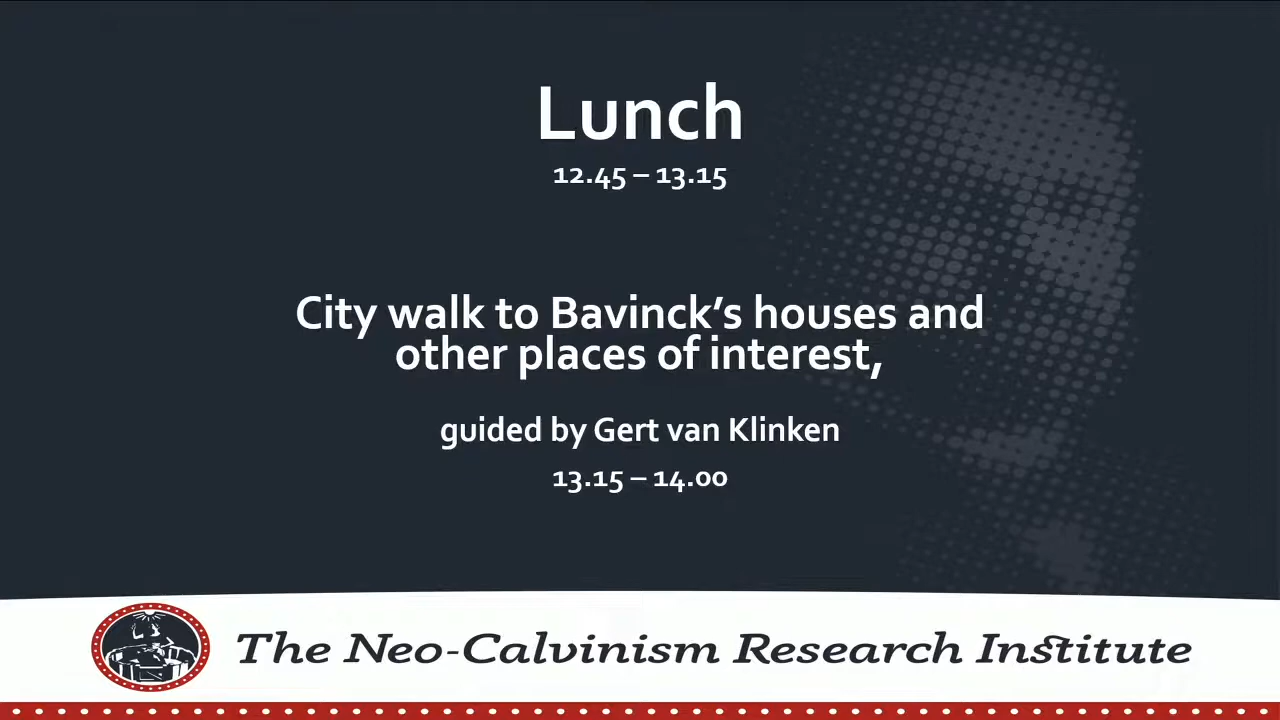 Lunch
12.45 – 13.15
City walk to Bavinck’s houses and
other places of interest,
guided by Gert van Klinken
13.15 – 14.00
The Neo-Calvinism Research Institute